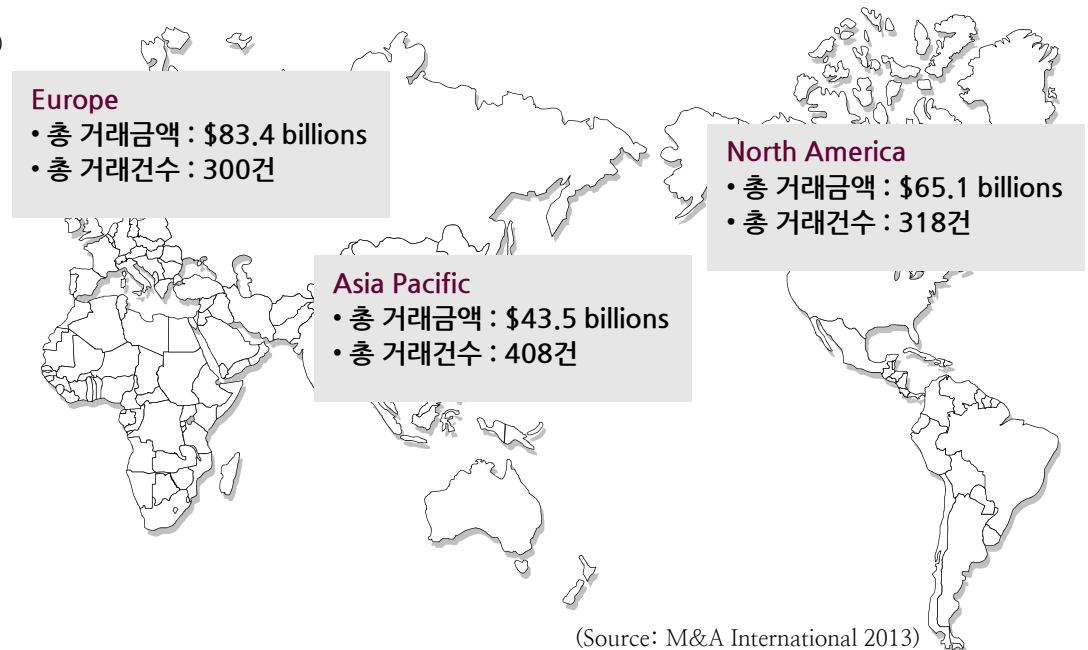 Europe
• 총 거래금액 : $83.4 billions
• 총 거래건수 : 300건
North America
• 총 거래금액 : $65.1 billions
• 총 거래건수 : 318건
Asia Pacific
• 총 거래금액 : $43.5 billions
• 총 거래건수 : 408건
(Source: M&A International 2013)